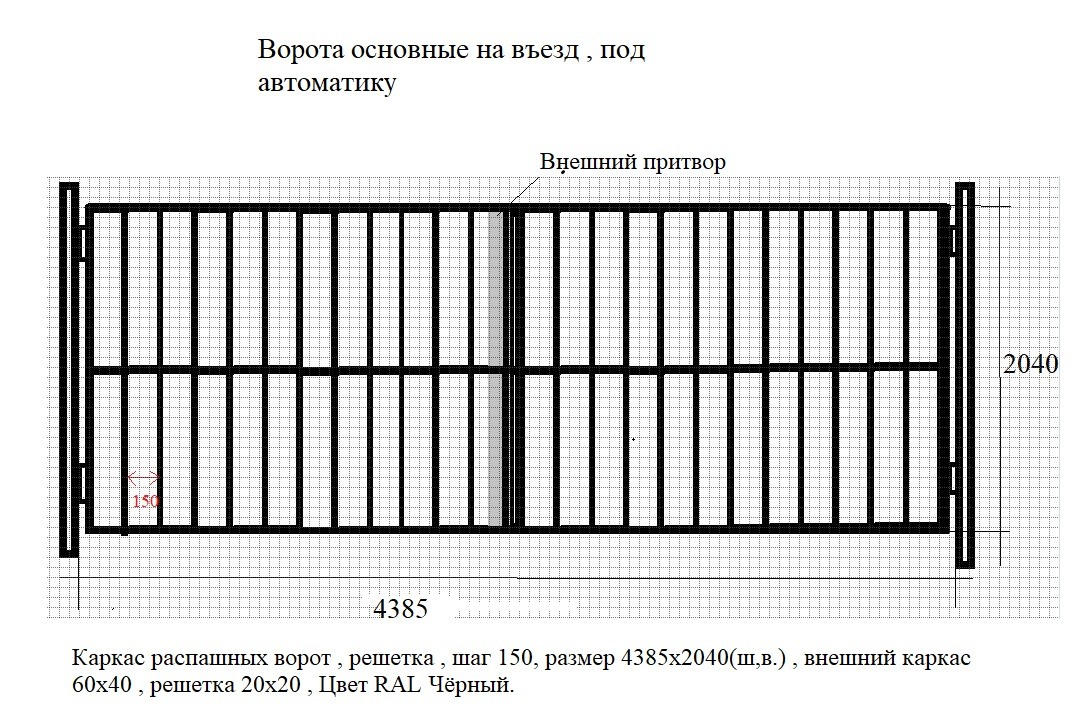 Ворота основные на въезд , под
автоматику
Внешний притвор
2040
150
4385
Каркас распашных ворот , решетка , шаг 150, размер 4385х2040(ш,в.) , внешний каркас
60х40 , решетка 20х20 , Цвет RAL Чёрный.